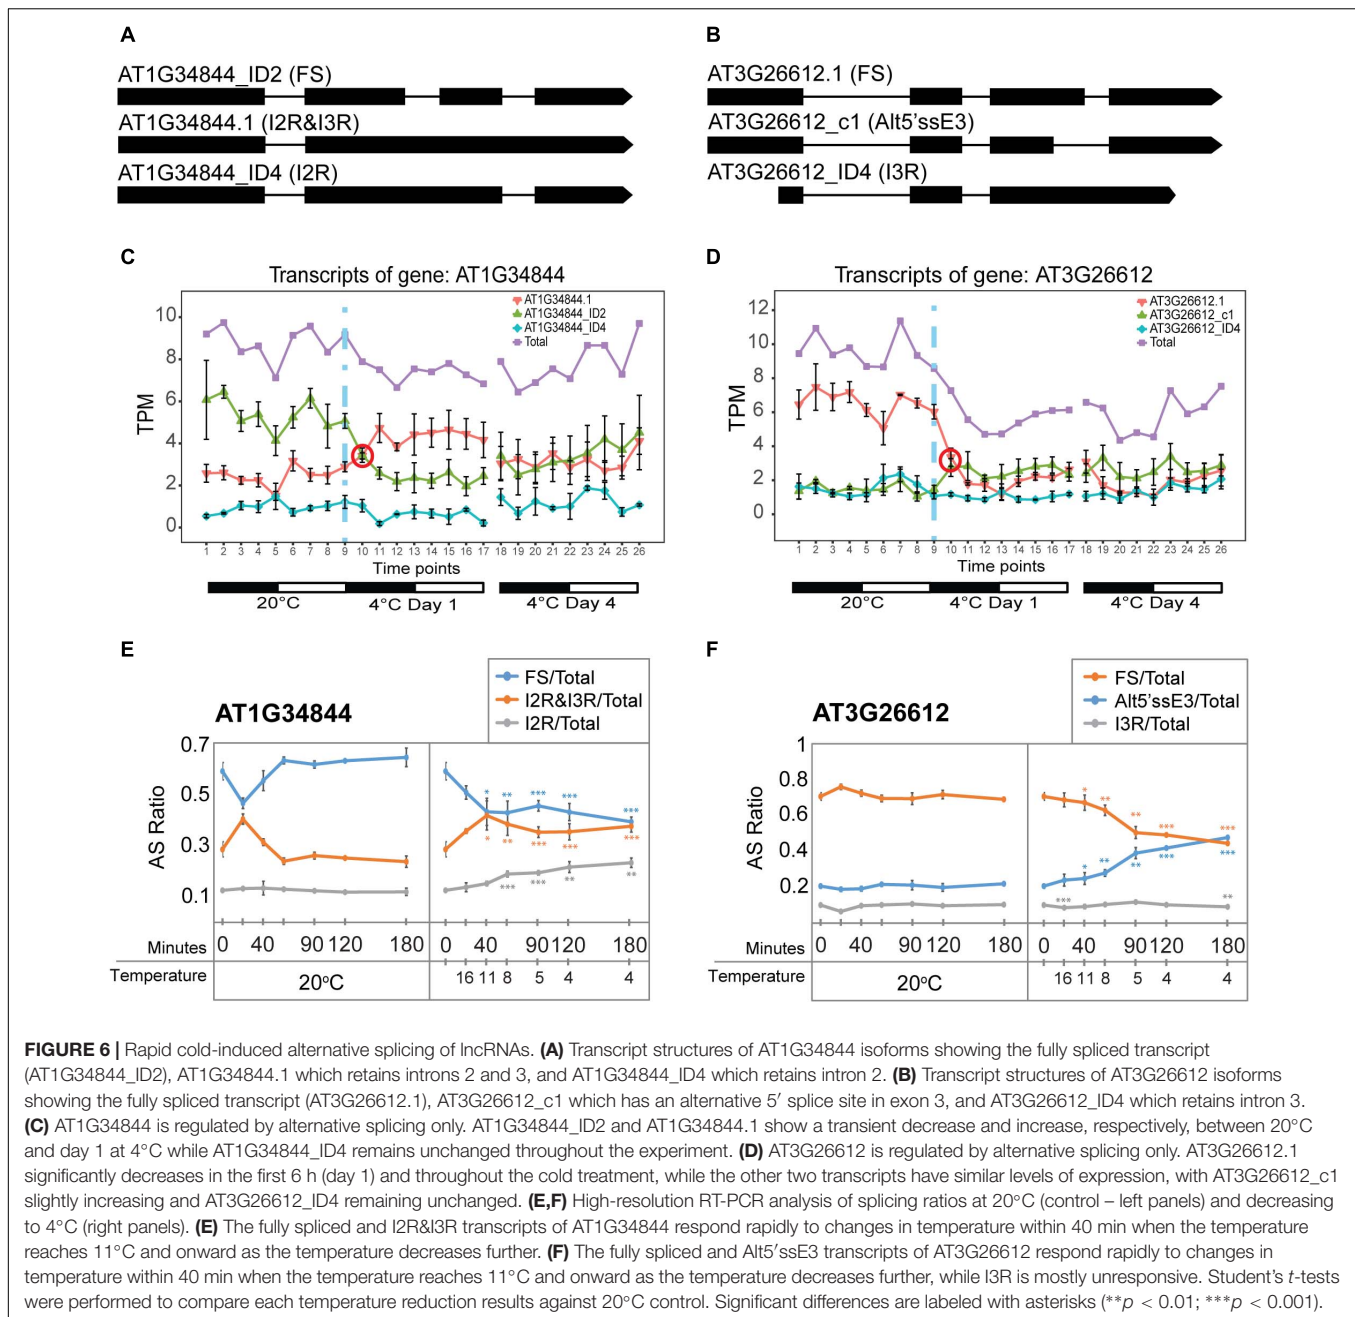 A
AT1G34844_ID2 (FS)
AT1G34844.1 (I2R&I3R)
AT1G34844_ID4 (I2R)
B
AT3G26612.1 (FS)
AT3G26612_c1 (Alt5'ssE3)
AT3G26612_ID4 (I3R)
C
Transcripts of gene: AT1G34844
AT1G34844.1
AT1G34844_ID2
AT1G34844_ID4
Total
TPM
10
8
6
4
2
0
1 2 3 4 5 6 7 8 9 10 11 12 13 14 15 16 17 18 19 20 21 22 23 24 25 26
Time points
20°C 4°C Day 1 4°C Day 4
D
Transcripts of gene: AT3G26612
AT3G26612.1
AT3G26612_c1
AT3G26612_ID4
Total
TPM
12
10
8
6
4
2
0
1 2 3 4 5 6 7 8 9 10 11 12 13 14 15 16 17 18 19 20 21 22 23 24 25 26
Time points
20°C 4°C Day 1 4°C Day 4
E
FS/Total
I2R&I3R/Total
I2R/Total
AT1G34844
AS Ratio
0.7
0.5
0.3
0.1
* ** *** ** ***
* ** *** *** ***
*** *** ** **
Minutes 0 40 90 120 180 0 40 90 120 180
Temperature 20°C 16 11 8 5 4 4
F
FS/Total
Alt5'ssE3/Total
I3R/Total
AT3G26612
AS Ratio
1
0.8
0.6
0.4
0.2
* ** ** *** ***
* ** ** *** ***
*** **
Minutes 0 40 90 120 180 0 40 90 120 180
Temperature 20°C 16 11 8 5 4 4
FIGURE 6 | Rapid cold-induced alternative splicing of lncRNAs. (A) Transcript structures of AT1G34844 isoforms showing the fully spliced transcript
(AT1G34844_ID2), AT1G34844.1 which retains introns 2 and 3, and AT1G34844_ID4 which retains intron 2. (B) Transcript structures of AT3G26612 isoforms
showing the fully spliced transcript (AT3G26612.1), AT3G26612_c1 which has an alternative 5′ splice site in exon 3, and AT3G26612_ID4 which retains intron 3.
(C) AT1G34844 is regulated by alternative splicing only. AT1G34844_ID2 and AT1G34844.1 show a transient decrease and increase, respectively, between 20°C
and day 1 at 4°C while AT1G34844_ID4 remains unchanged throughout the experiment. (D) AT3G26612 is regulated by alternative splicing only. AT3G26612.1
significantly decreases in the first 6 h (day 1) and throughout the cold treatment, while the other two transcripts have similar levels of expression, with AT3G26612_c1
slightly increasing and AT3G26612_ID4 remaining unchanged. (E,F) High-resolution RT-PCR analysis of splicing ratios at 20°C (control – left panels) and decreasing
to 4°C (right panels). (E) The fully spliced and I2R&I3R transcripts of AT1G34844 respond rapidly to changes in temperature within 40 min when the temperature
reaches 11°C and onward as the temperature decreases further. (F) The fully spliced and Alt5′ssE3 transcripts of AT3G26612 respond rapidly to changes in
temperature within 40 min when the temperature reaches 11°C and onward as the temperature decreases further, while I3R is mostly unresponsive. Student's t-tests
were performed to compare each temperature reduction results against 20°C control. Significant differences are labeled with asterisks (**p < 0.01; ***p < 0.001).